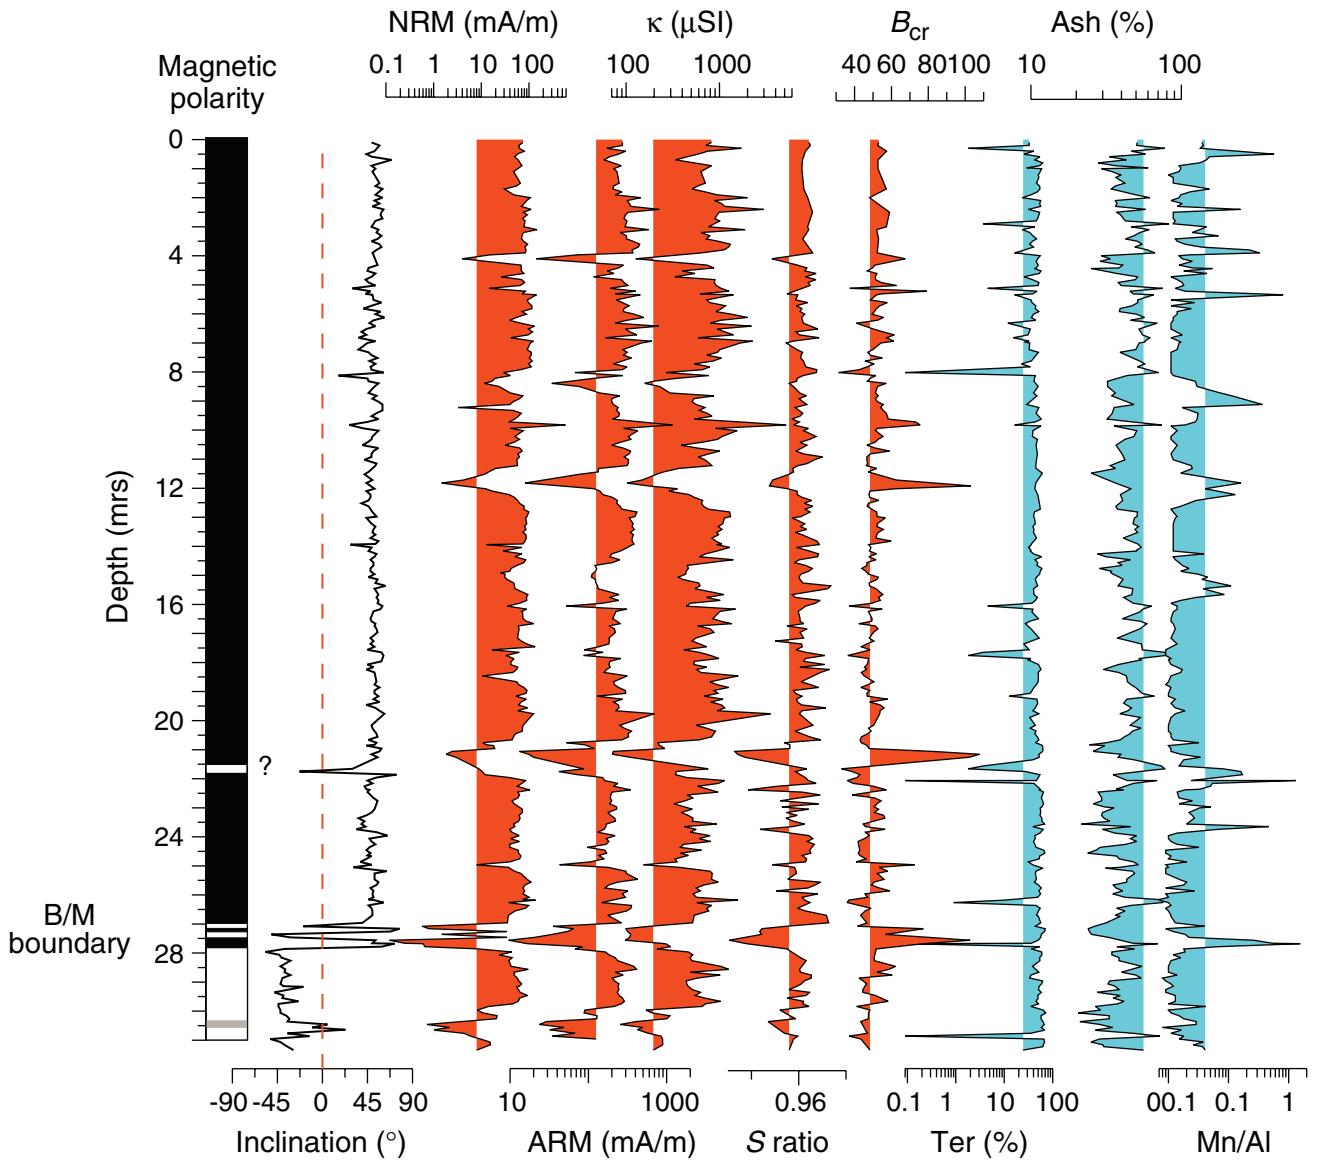 NRM (mA/m) κ (μSI) Bcr Ash (%)
Magnetic polarity
0.1 1 10 100 100 1000 40 60 80 100 10 100
0
4
8
12
16
20
24
28
Depth (mrs)
?
B/M
boundary
-90 -45 0 45 90 10 1000 0.96 0.1 1 10 100 00.1 0.1 1
Inclination (°) ARM (mA/m) S ratio Ter (%) Mn/Al